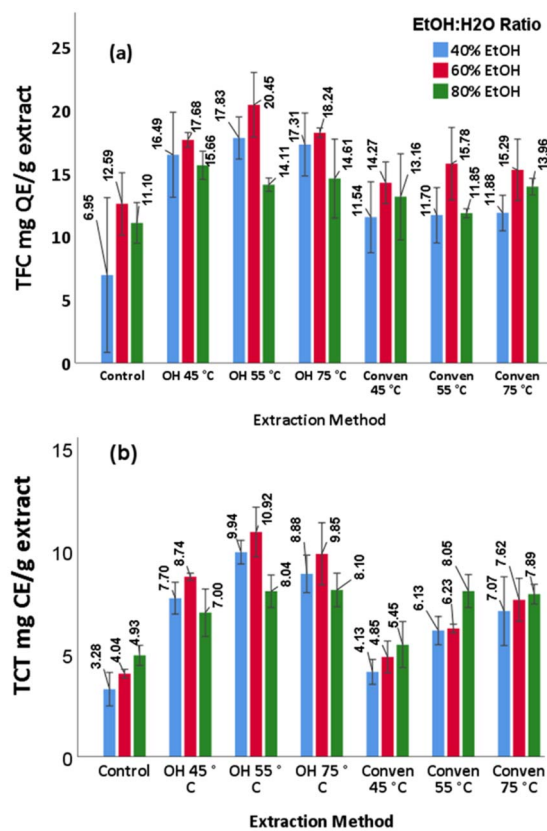 EtOH:H2O Ratio
40% EtOH
60% EtOH
80% EtOH
(a)
TFC mg QE/g extract
25
20
15
10
5
0
6.95
12.59
11.10
16.49
17.68
15.66
17.83
20.45
14.11
17.31
18.24
14.61
11.54
14.27
13.16
11.70
15.78
11.85
11.88
15.29
13.96
Control
OH 45 °C
OH 55 °C
OH 75 °C
Conven
45 °C
Conven
55 °C
Conven
75 °C
Extraction Method
(b)
TCT mg CE/g extract
15
10
5
0
3.28
4.04
4.93
7.70
8.74
7.00
9.94
10.92
8.04
8.88
9.85
8.10
4.13
4.85
5.45
6.13
6.23
8.05
7.07
7.62
7.89
Control
OH 45 °
C
OH 55 °
C
OH 75 °
C
Conven
45 °C
Conven
55 °C
Conven
75 °C
Extraction Method